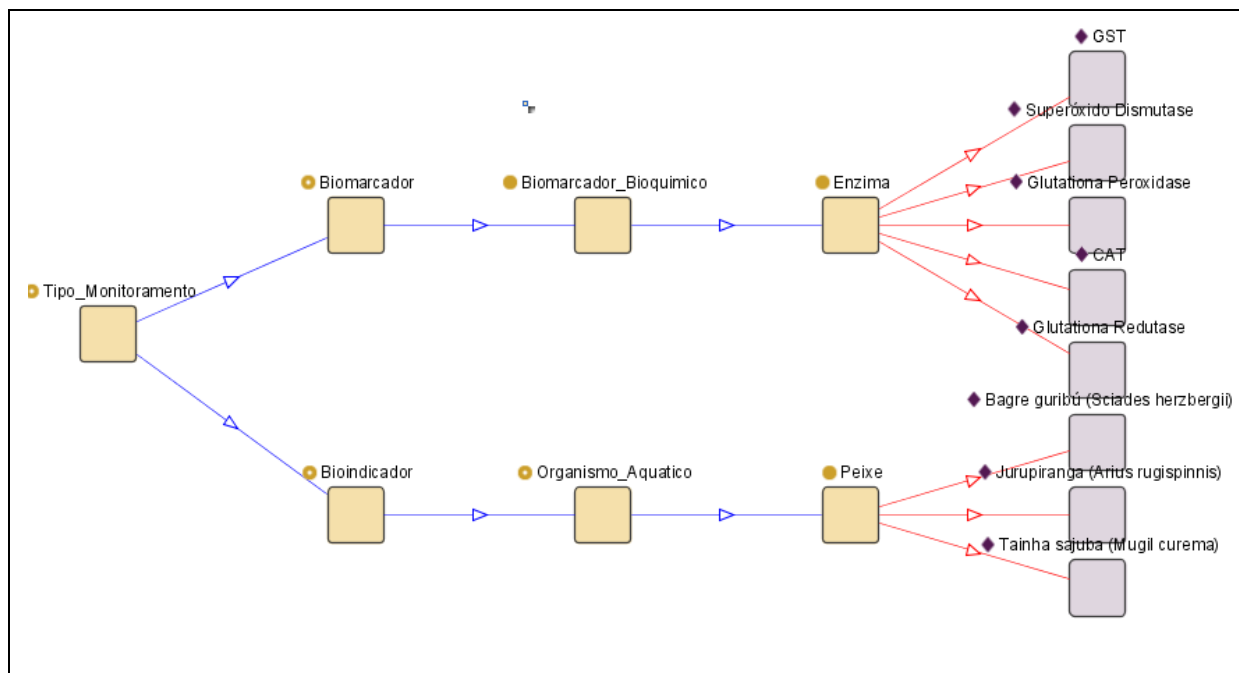 GST
Superóxido Dismutase
Biomarcador
Biomarcador_Bioquimico
Enzima
Glutationa Peroxidase
CAT
Tipo_Monitoramento
Glutationa Redutase
Bagre guribú (Sciades herzbergii)
Bioindicador
Organismo_Aquatico
Peixe
Jurupiranga (Arius rugispinnis)
Tainha sajuba (Mugil curema)